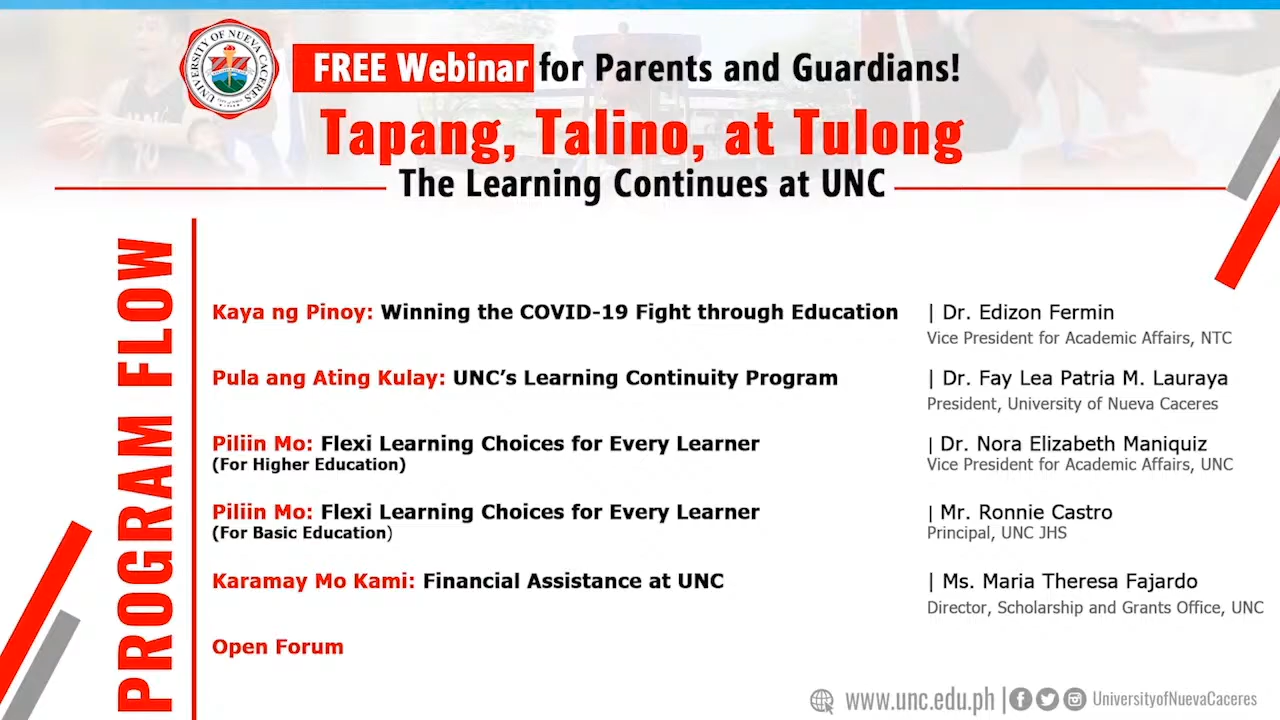 UNIVERSITY OF NUEVA CACERES
FREE Webinar for Parents and Guardians!
Tapang, Talino, at Tulong
The Learning Continues at UNC
PROGRAM FLOW
Kaya ng Pinoy: Winning the COVID-19 Fight through Education | Dr. Edizon Fermin
Vice President for Academic Affairs, NTC
Pula ang Ating Kulay: UNC’s Learning Continuity Program | Dr. Fay Lea Patria M. Lauraya
President, University of Nueva Caceres
Piliin Mo: Flexi Learning Choices for Every Learner | Dr. Nora Elizabeth Maniquiz
(For Higher Education) Vice President for Academic Affairs, UNC
Piliin Mo: Flexi Learning Choices for Every Learner | Mr. Ronnie Castro
(For Basic Education) Principal, UNC JHS
Karamay Mo Kami: Financial Assistance at UNC | Ms. Maria Theresa Fajardo
Director, Scholarship and Grants Office, UNC
Open Forum
www.unc.edu.ph | UniversityofNuevaCaceres